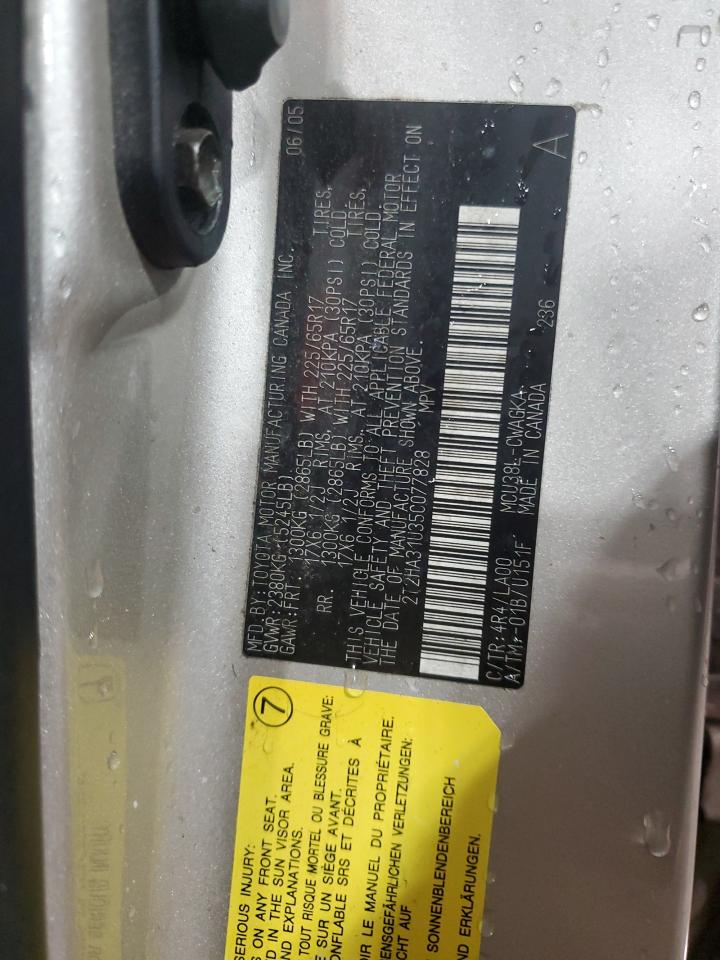 MFD.BY:TOYOTA MOTOR MANUFACTURING CANADA INC. 06/05
GVWR:2380KG (5245LB)
GAWR:FRT. 1300KG (2865LB) WITH 225/65R17 TIRES,
17X6 1/2J RIMS, AT 210KPA (30PSI) COLD
RR. 1300KG (2865LB) WITH 225/65R17 TIRES,
17X6 1/2J RIMS, AT 210KPA (30PSI) COLD
THIS VEHICLE CONFORMS TO ALL APPLICABLE FEDERAL MOTOR
VEHICLE SAFETY AND THEFT PREVENTION STANDARDS IN EFFECT ON
THE DATE OF MANUFACTURE SHOWN ABOVE.
2T2HA31U35C077828 MPV
C/TR:4R4/LA00 MCU38L-CWAGKA 236
A/TM:-01B/U151F MADE IN CANADA
A
7
SERIOUS INJURY:
S ON ANY FRONT SEAT.
ED IN THE SUN VISOR AREA.
ND EXPLANATIONS.
TOUT RISQUE MORTEL OU BLESSURE GRAVE:
E SUR UN SIÈGE AVANT.
ONFLABLE SRS ET DÉCRITES À
IR LE MANUEL DU PROPRIÉTAIRE.
ENSGEFÄHRLICHEN VERLETZUNGEN:
CHT AUF
SONNENBLENDENBEREICH
ND ERKLÄRUNGEN.